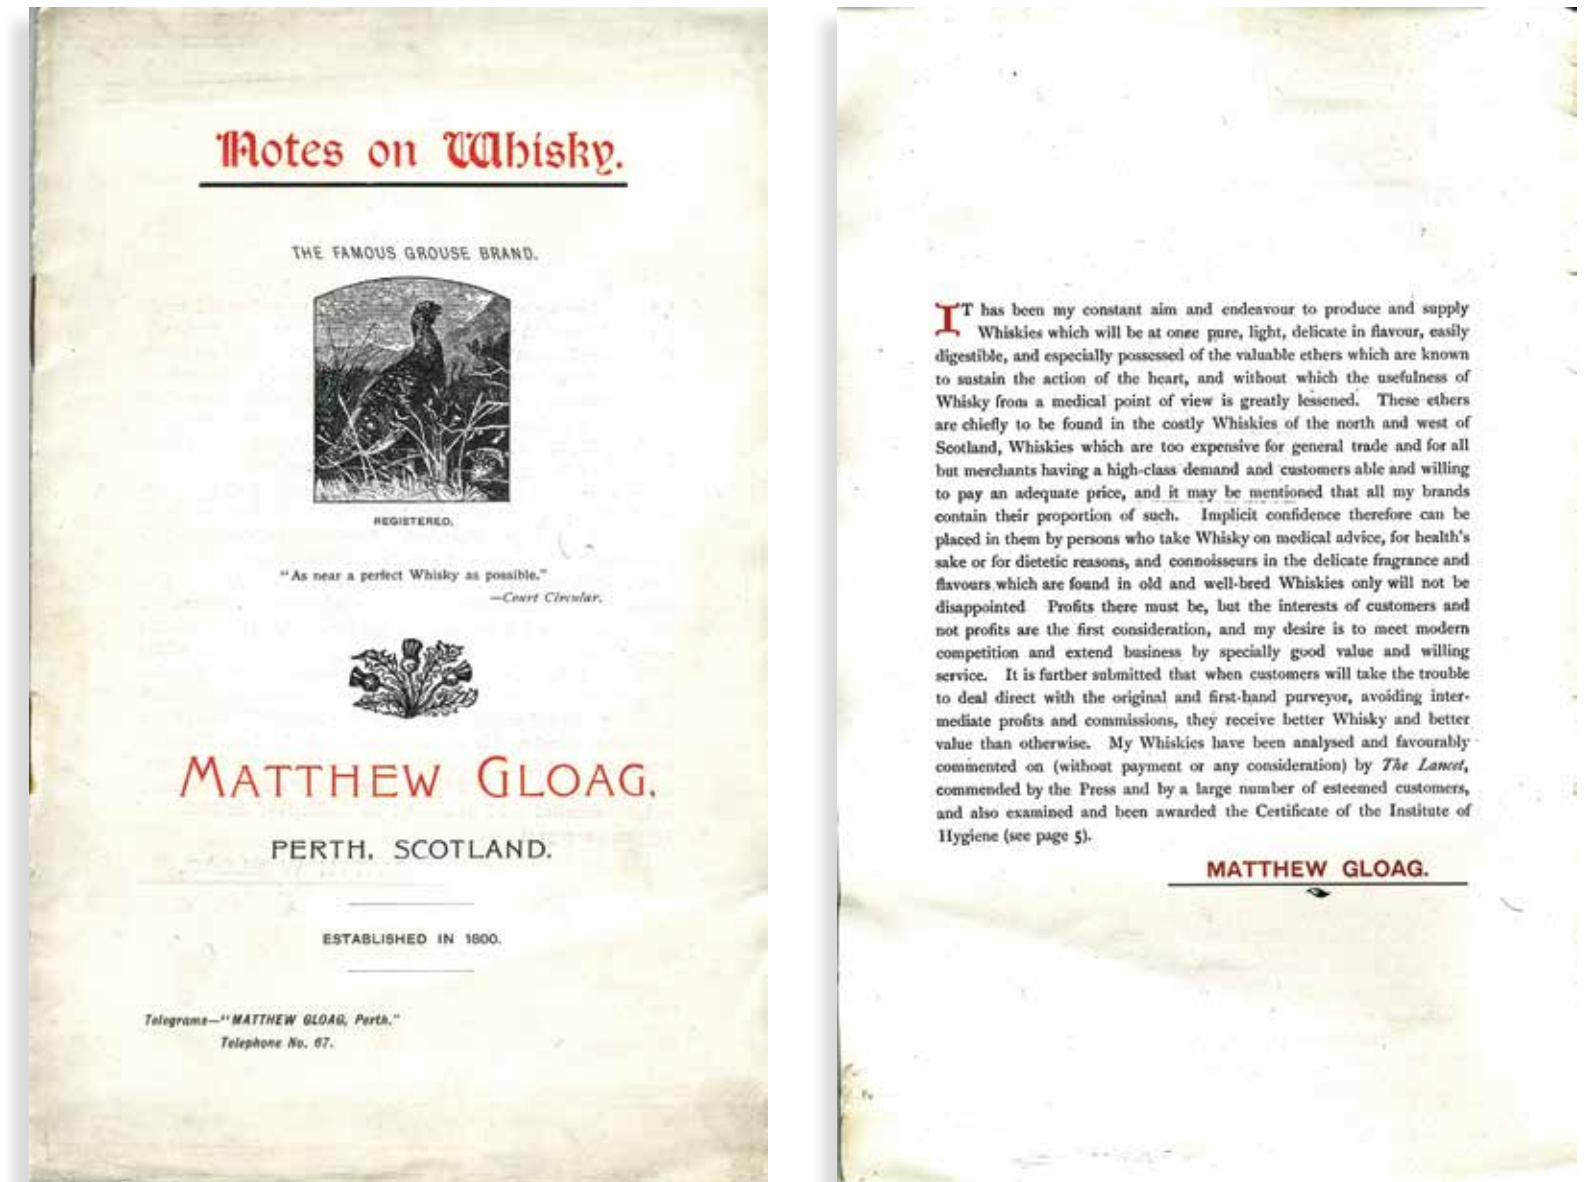 Notes on Whisky.
THE FAMOUS GROUSE BRAND.
REGISTERED.
"As near a perfect Whisky as possible."
—Court Circular.
MATTHEW GLOAG,
PERTH, SCOTLAND.
ESTABLISHED IN 1800.
Telegrams—"MATTHEW GLOAG, Perth."
Telephone No. 67.
IT has been my constant aim and endeavour to produce and supply
Whiskies which will be at once pure, light, delicate in flavour, easily
digestible, and especially possessed of the valuable ethers which are known
to sustain the action of the heart, and without which the usefulness of
Whisky from a medical point of view is greatly lessened. These ethers
are chiefly to be found in the costly Whiskies of the north and west of
Scotland, Whiskies which are too expensive for general trade and for all
but merchants having a high-class demand and customers able and willing
to pay an adequate price, and it may be mentioned that all my brands
contain their proportion of such. Implicit confidence therefore can be
placed in them by persons who take Whisky on medical advice, for health's
sake or for dietetic reasons, and connoisseurs in the delicate fragrance and
flavours which are found in old and well-bred Whiskies only will not be
disappointed Profits there must be, but the interests of customers and
not profits are the first consideration, and my desire is to meet modern
competition and extend business by specially good value and willing
service. It is further submitted that when customers will take the trouble
to deal direct with the original and first-hand purveyor, avoiding inter-
mediate profits and commissions, they receive better Whisky and better
value than otherwise. My Whiskies have been analysed and favourably
commented on (without payment or any consideration) by The Lancet,
commended by the Press and by a large number of esteemed customers,
and also examined and been awarded the Certificate of the Institute of
Hygiene (see page 5).
MATTHEW GLOAG.